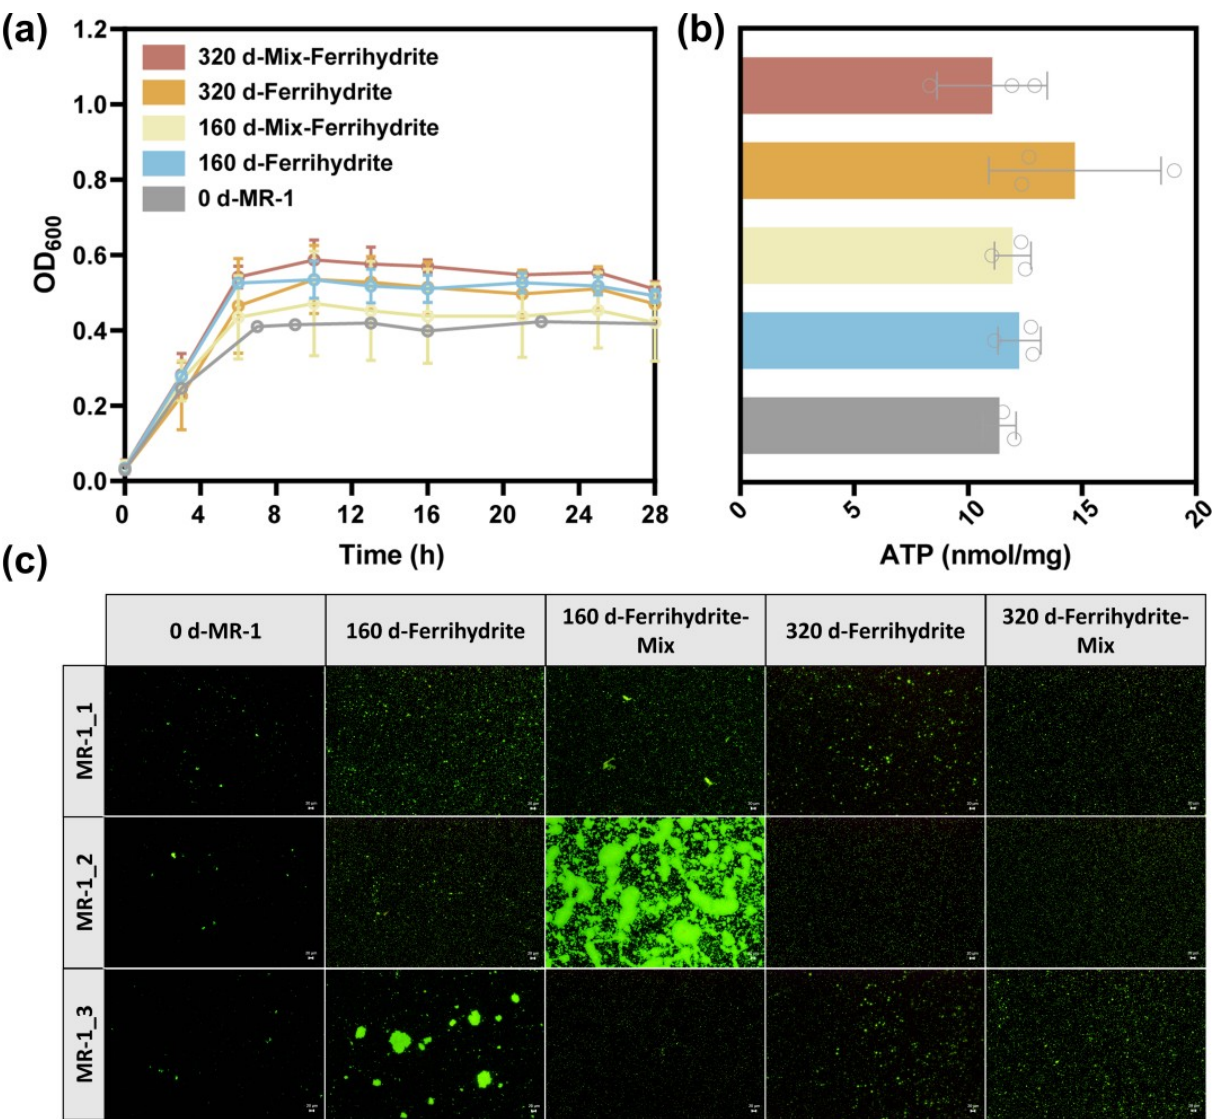 (a)
1.2
1.0
0.8
0.6
0.4
0.2
0.0
OD600
320 d-Mix-Ferrihydrite
320 d-Ferrihydrite
160 d-Mix-Ferrihydrite
160 d-Ferrihydrite
0 d-MR-1
0 4 8 12 16 20 24 28
Time (h)
(b)
0 5 10 15 20
ATP (nmol/mg)
(c)
0 d-MR-1
160 d-Ferrihydrite
160 d-Ferrihydrite-
Mix
320 d-Ferrihydrite
320 d-Ferrihydrite-
Mix
MR-1_1
MR-1_2
MR-1_3